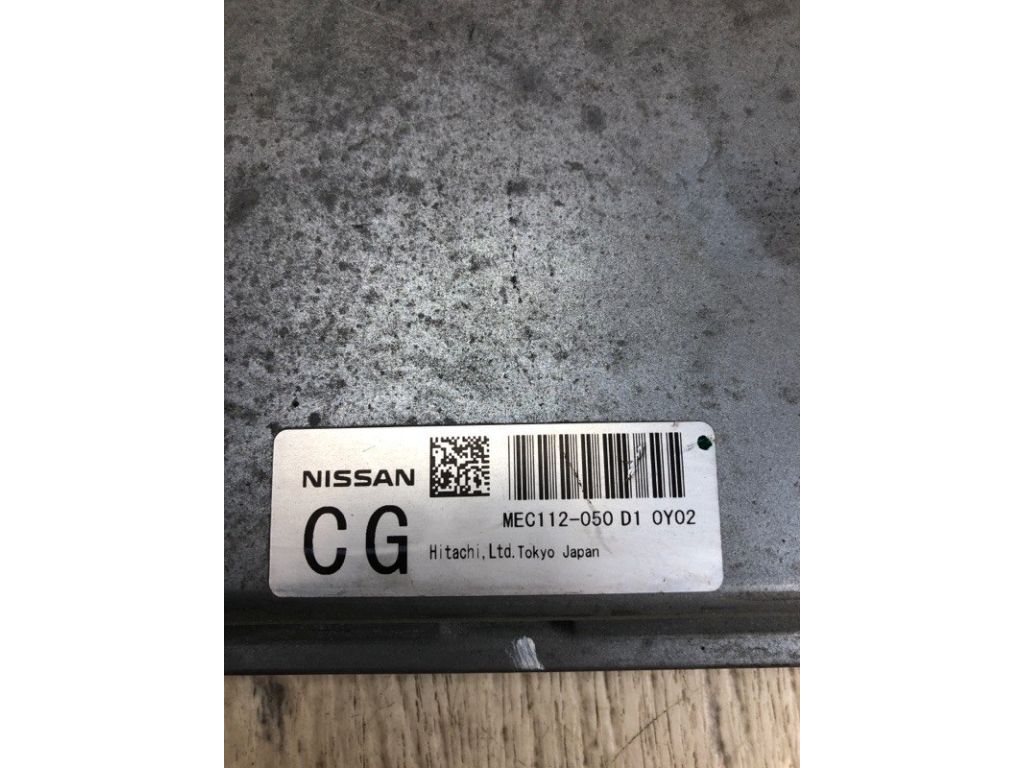 NISSAN
CG
MEC112-050 D1 0Y02
Hitachi,Ltd.Tokyo Japan